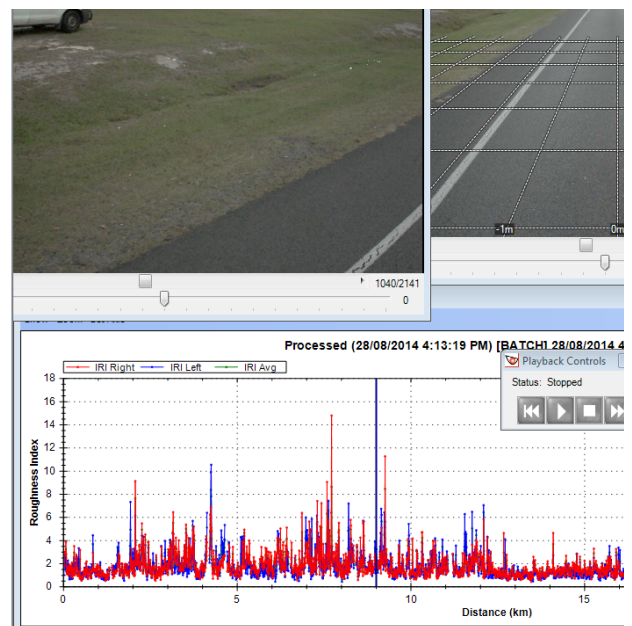 -1m
0m
1040/2141
0
Processed (28/08/2014 4:13:19 PM) [BATCH1 28/08/2014 4
Playback Controls
Status: Stopped
IRI Right
IRI Left
IRI Avg
18
16
14
12
10
8
6
4
2
0
Roughness Index
0
5
10
15
Distance (km)